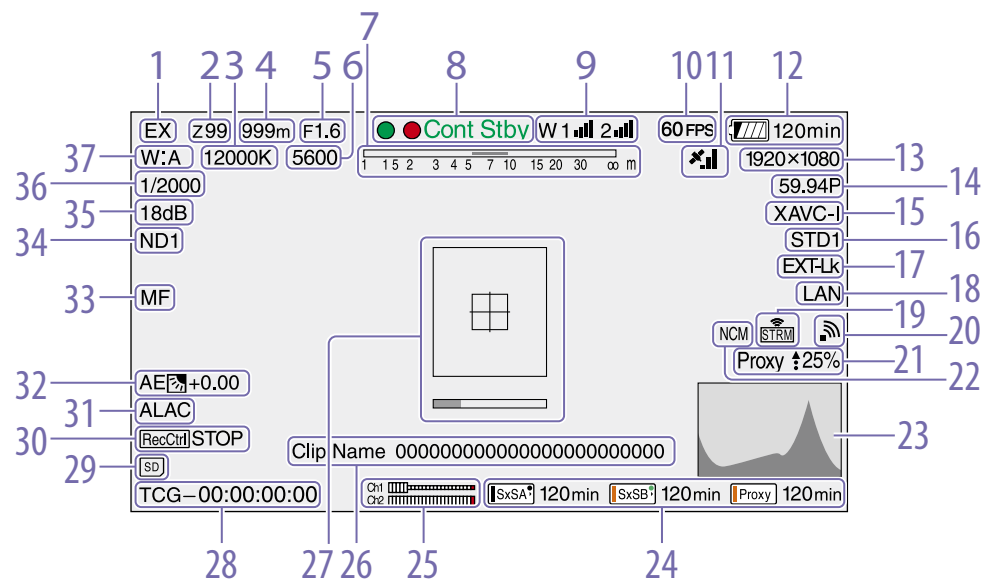 7
1 2 3 4 5 6 8 9 10 11 12
EX Z99 999m F1.6 Cont Stby W 1 2 60 FPS 120min
37 W:A 12000K 5600 1920×1080 13
1 1 5 2 3 4 5 7 10 15 20 30 ∞ m
36 1/2000 59.94P 14
35 18dB XAVC-I 15
34 ND1 STD1 16
EXT-Lk 17
33 MF LAN 18
19
NCM STRM 20
27
Proxy 25% 21
32 AE +0.00 22
31 ALAC
30 RecCtrl STOP 23
Clip Name 000000000000000000000000
29 SD
28 TCG–00:00:00:00 Ch1 SxSA 120min SxSB 120min Proxy 120min
Ch2
28 27 26 25 24